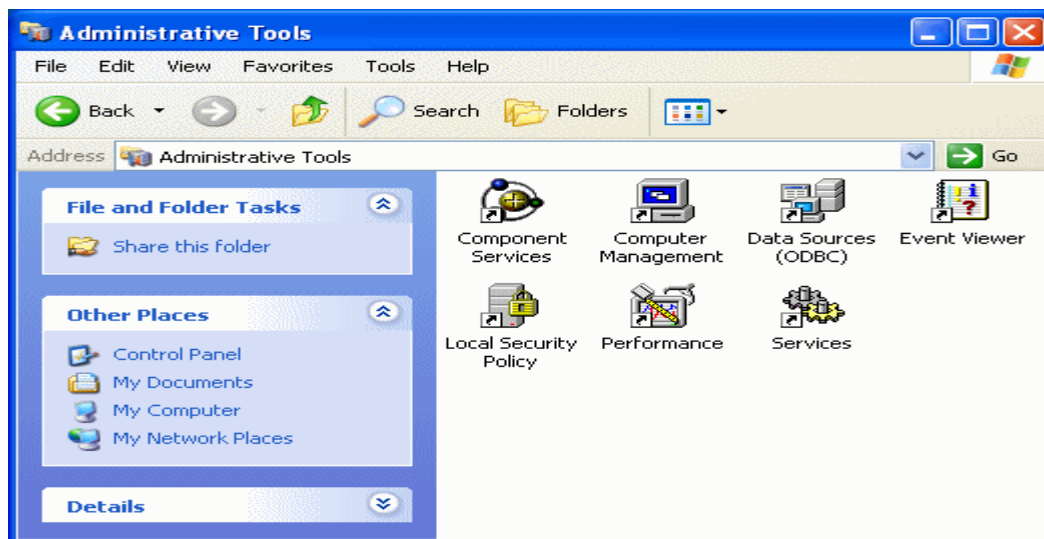 Administrative Tools
File Edit View Favorites Tools Help
Back Search Folders
Address Administrative Tools Go
File and Folder Tasks
Share this folder
Other Places
Control Panel
My Documents
My Computer
My Network Places
Details
Component Services
Computer Management
Data Sources (ODBC)
Event Viewer
Local Security Policy
Performance
Services